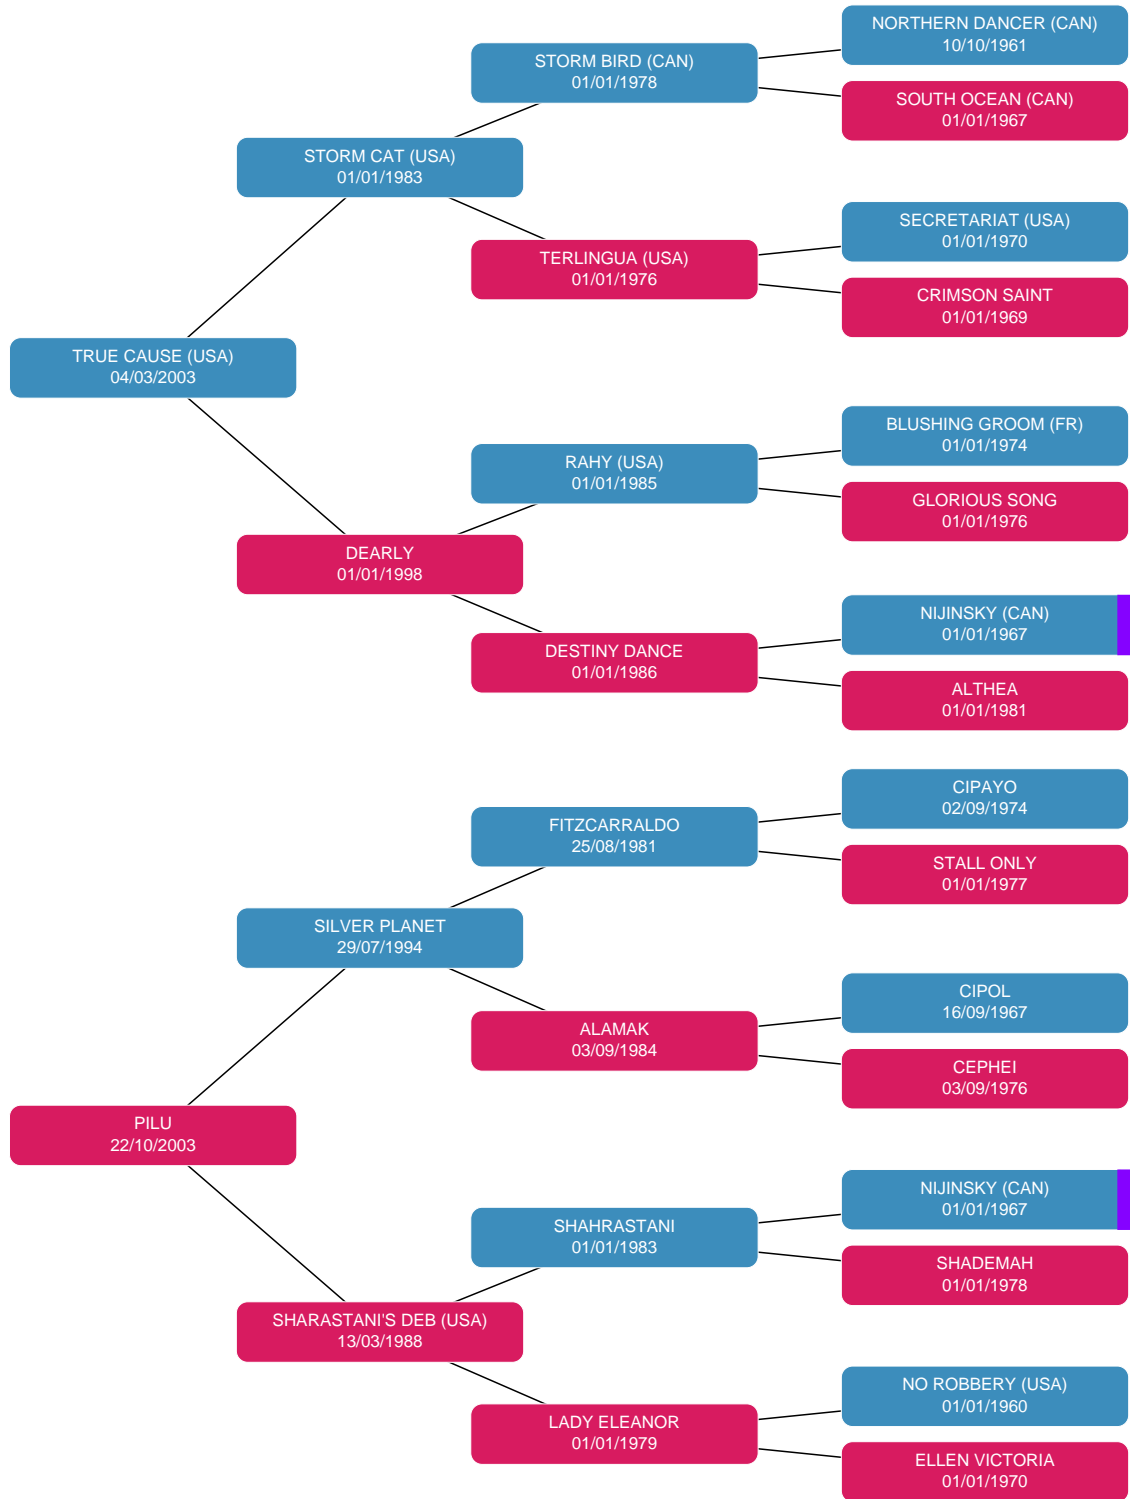 NORTHERN DANCER (CAN)
10/10/1961
STORM BIRD (CAN)
01/01/1978
SOUTH OCEAN (CAN)
01/01/1967
STORM CAT (USA)
01/01/1983
SECRETARIAT (USA)
01/01/1970
TERLINGUA (USA)
01/01/1976
CRIMSON SAINT
01/01/1969
TRUE CAUSE (USA)
04/03/2003
BLUSHING GROOM (FR)
01/01/1974
RAHY (USA)
01/01/1985
GLORIOUS SONG
01/01/1976
DEARLY
01/01/1998
NIJINSKY (CAN)
01/01/1967
DESTINY DANCE
01/01/1986
ALTHEA
01/01/1981
CIPAYO
02/09/1974
FITZCARRALDO
25/08/1981
STALL ONLY
01/01/1977
SILVER PLANET
29/07/1994
CIPOL
16/09/1967
ALAMAK
03/09/1984
CEPHEI
03/09/1976
PILU
22/10/2003
NIJINSKY (CAN)
01/01/1967
SHAHRASTANI
01/01/1983
SHADEMAH
01/01/1978
SHARASTANI'S DEB (USA)
13/03/1988
NO ROBBERY (USA)
01/01/1960
LADY ELEANOR
01/01/1979
ELLEN VICTORIA
01/01/1970